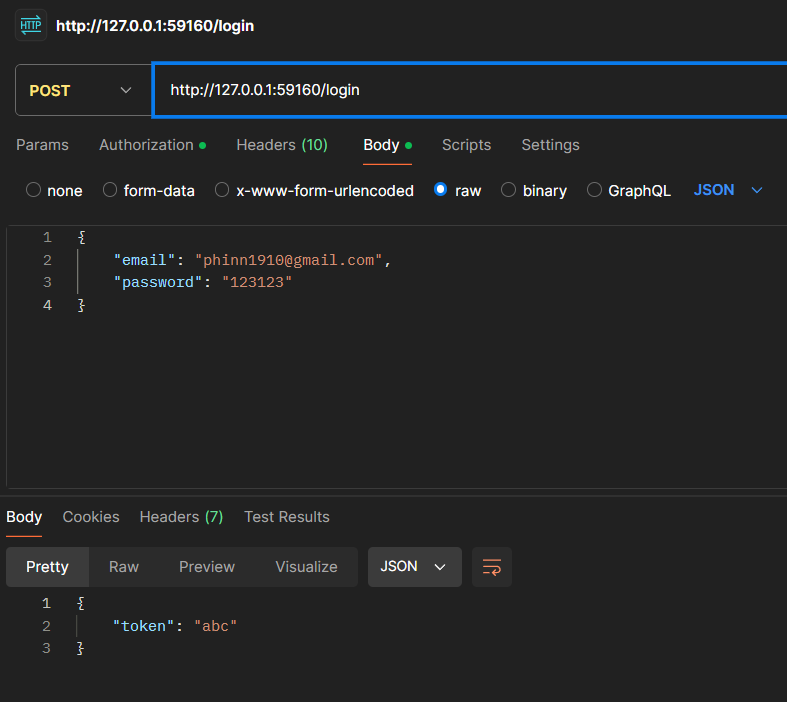 HTTP http://127.0.0.1:59160/login
POST http://127.0.0.1:59160/login
Params Authorization Headers (10) Body Scripts Settings
none form-data x-www-form-urlencoded raw binary GraphQL JSON
1 {
2 "email": "phinn1910@gmail.com",
3 "password": "123123"
4 }
Body Cookies Headers (7) Test Results
Pretty Raw Preview Visualize JSON
1 {
2 "token": "abc"
3 }